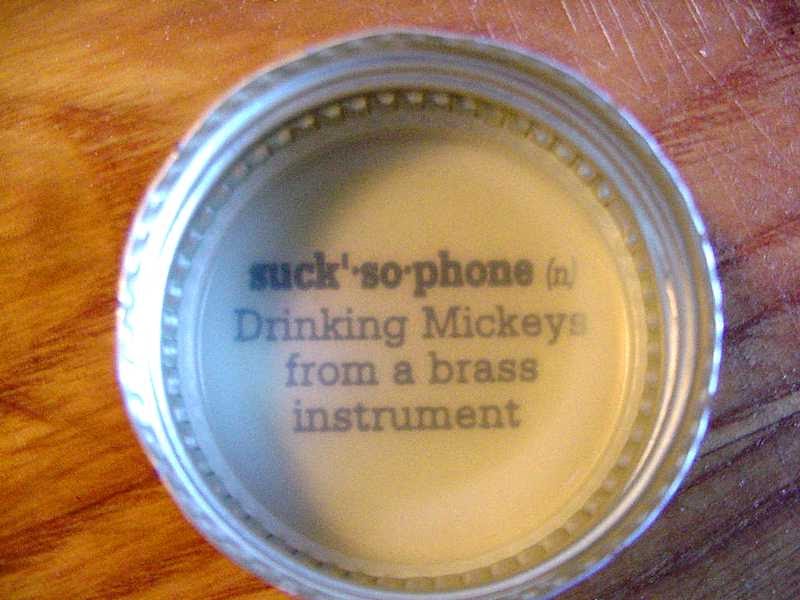 suck'·so·phone (n)
Drinking Mickeys
from a brass
instrument